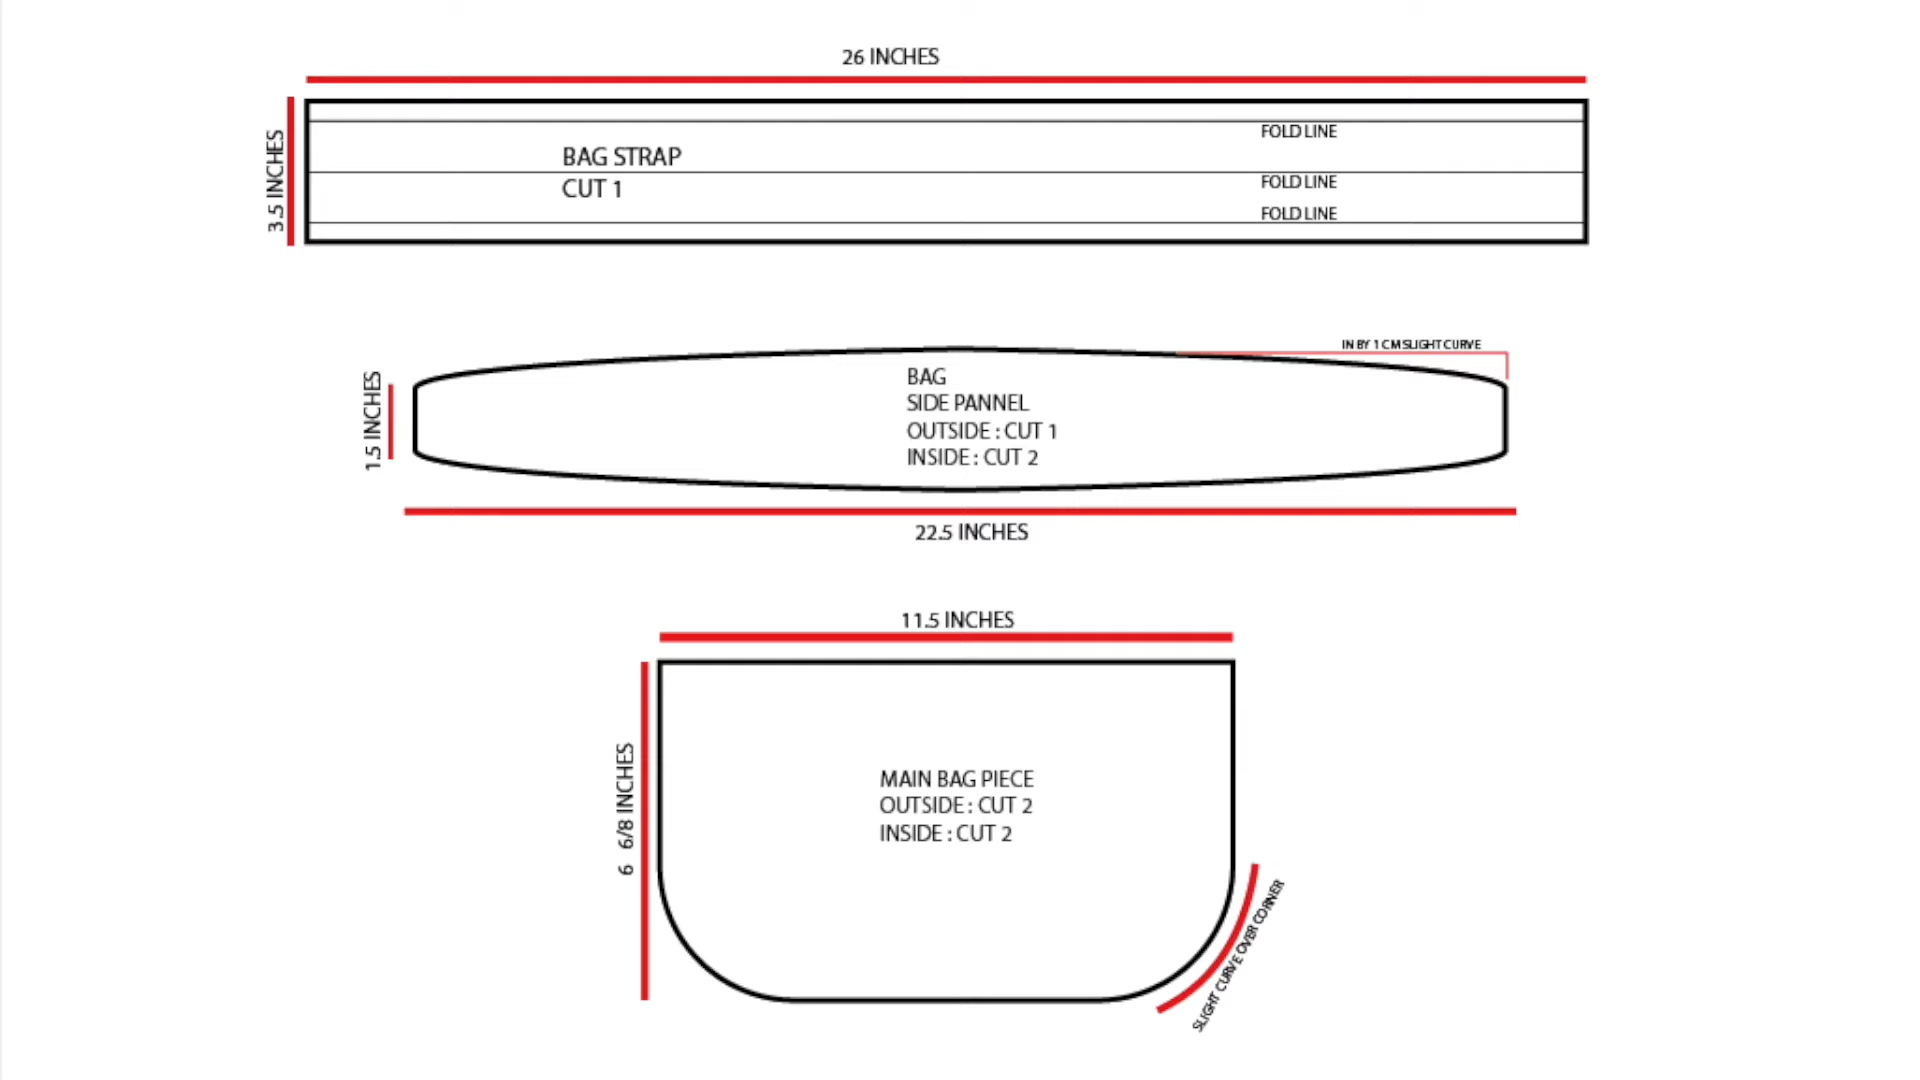 26 INCHES
3.5 INCHES
FOLD LINE
BAG STRAP
CUT 1
FOLD LINE
FOLD LINE
IN BY 1 CM SLIGHT CURVE
1.5 INCHES
BAG
SIDE PANNEL
OUTSIDE : CUT 1
INSIDE : CUT 2
22.5 INCHES
11.5 INCHES
6 6/8 INCHES
MAIN BAG PIECE
OUTSIDE : CUT 2
INSIDE : CUT 2
SLIGHT CURVE OVER CORNER